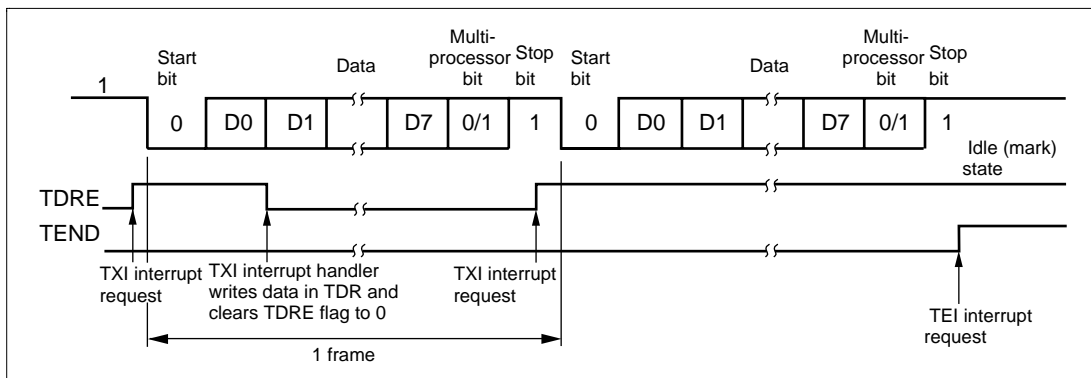 Multi-
processor
bit
Start
bit
Data
Stop
bit
Start
bit
Data
Multi-
processor
bit
Stop
bit
1
0 D0 D1 D7 0/1 1 0 D0 D1 D7 0/1 1
Idle (mark)
state
TDRE
TEND
TXI interrupt
request
TXI interrupt handler
writes data in TDR and
clears TDRE flag to 0
TXI interrupt
request
TEI interrupt
request
1 frame